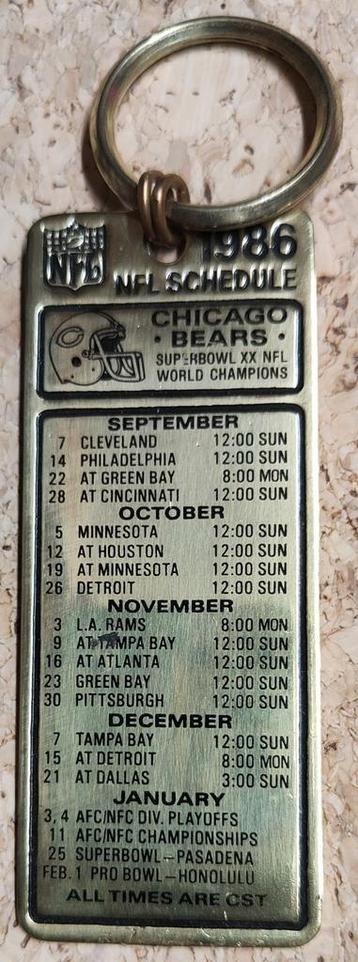 1986
NFL
NFL SCHEDULE
C
CHICAGO
• BEARS •
SUPERBOWL XX NFL
WORLD CHAMPIONS
SEPTEMBER
7 CLEVELAND 12:00 SUN
14 PHILADELPHIA 12:00 SUN
22 AT GREEN BAY 8:00 MON
28 AT CINCINNATI 12:00 SUN
OCTOBER
5 MINNESOTA 12:00 SUN
12 AT HOUSTON 12:00 SUN
19 AT MINNESOTA 12:00 SUN
26 DETROIT 12:00 SUN
NOVEMBER
3 L.A. RAMS 8:00 MON
9 AT TAMPA BAY 12:00 SUN
16 AT ATLANTA 12:00 SUN
23 GREEN BAY 12:00 SUN
30 PITTSBURGH 12:00 SUN
DECEMBER
7 TAMPA BAY 12:00 SUN
15 AT DETROIT 8:00 MON
21 AT DALLAS 3:00 SUN
JANUARY
3, 4 AFC/NFC DIV. PLAYOFFS
11 AFC/NFC CHAMPIONSHIPS
25 SUPERBOWL—PASADENA
FEB. 1 PRO BOWL—HONOLULU
ALL TIMES ARE CST